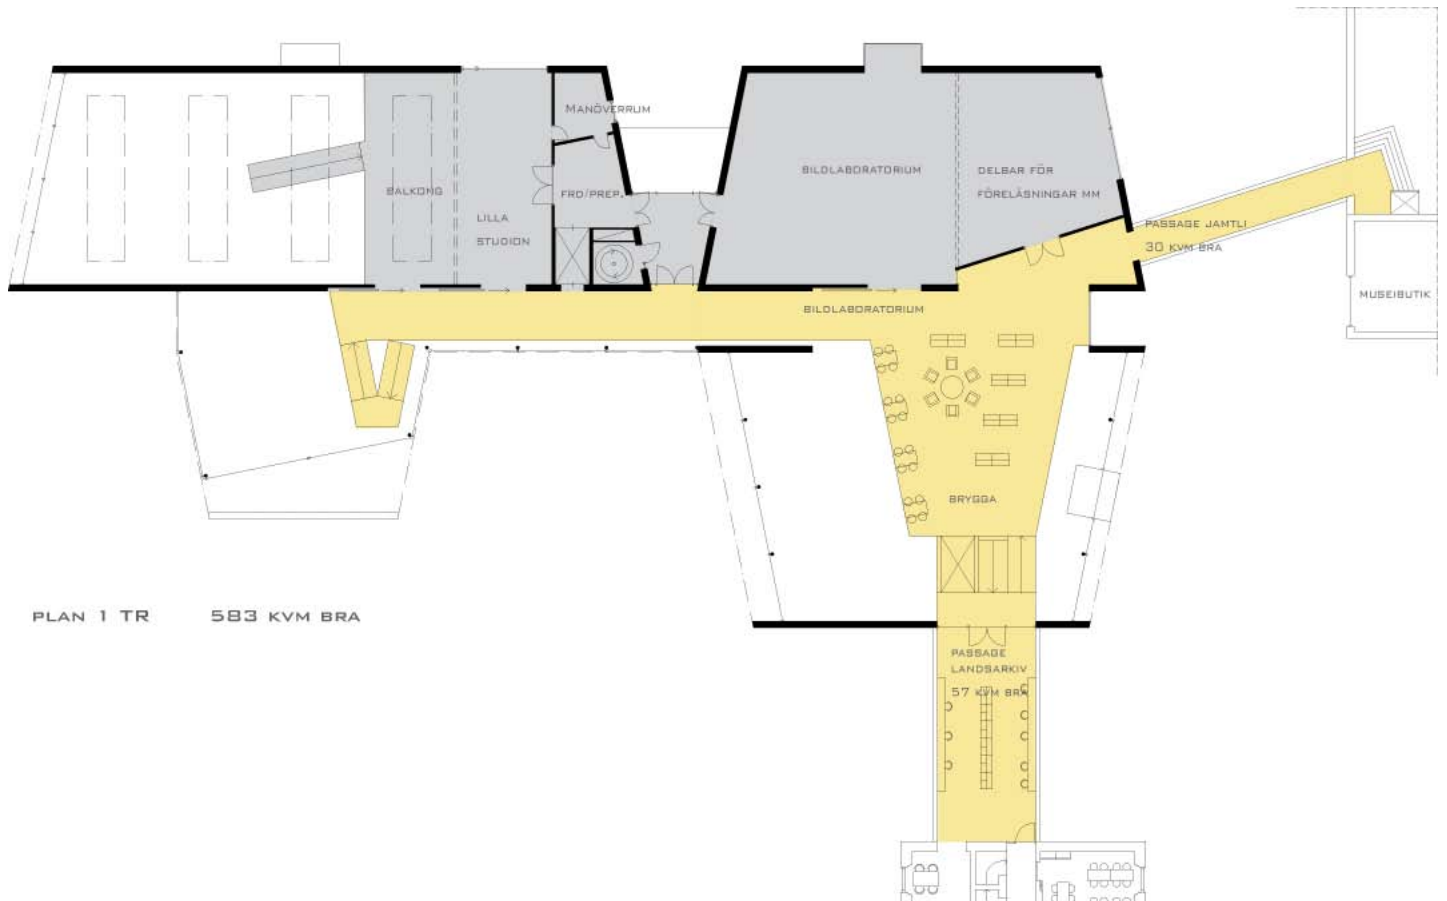 MANÖVERRUM
BILDLABORATORIUM
DELBAR FÖR
FÖRELÄSNINGAR MM
BALKONG
FRD/PREP.
LILLA
STUDION
PASSAGE JAMTLI
30 KVM BRA
MUSEIBUTIK
BILDLABORATORIUM
BRYGGA
PLAN 1 TR 583 KVM BRA
PASSAGE
LANDSARKIV
57 KVM BRA